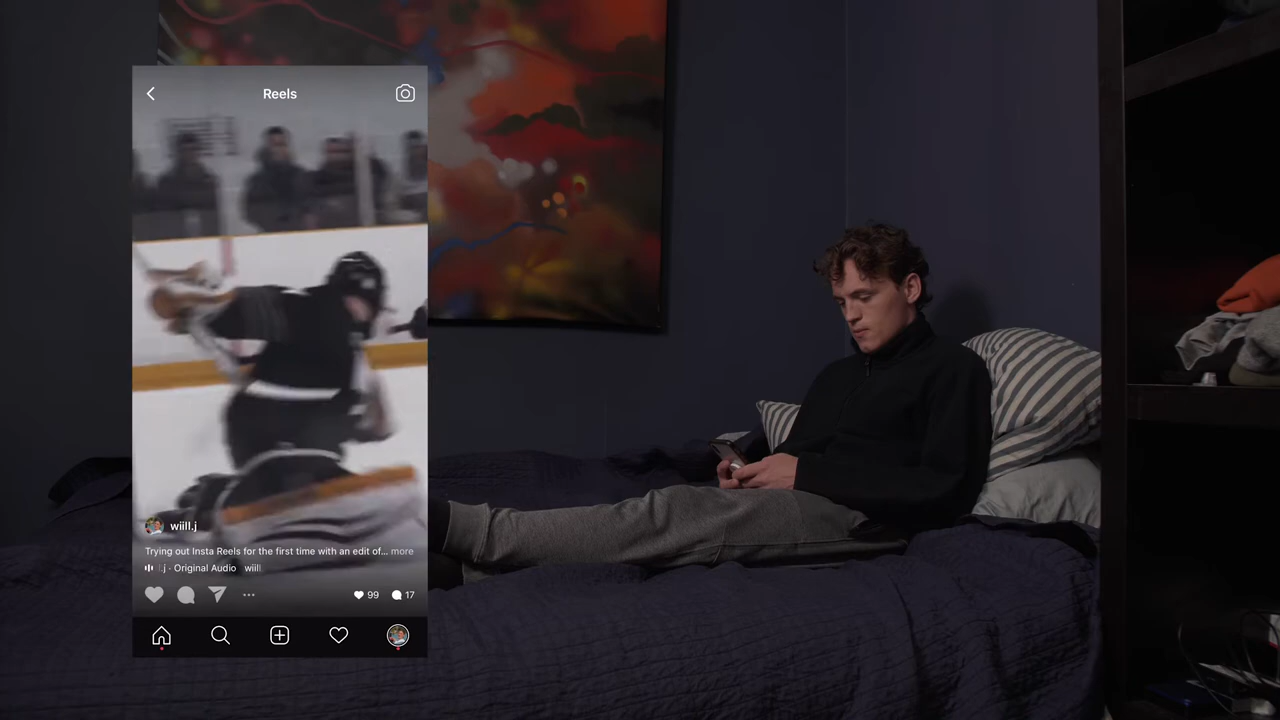 Reels
wiill.j
Trying out Insta Reels for the first time with an edit of... more
.j · Original Audio wiill
99 17